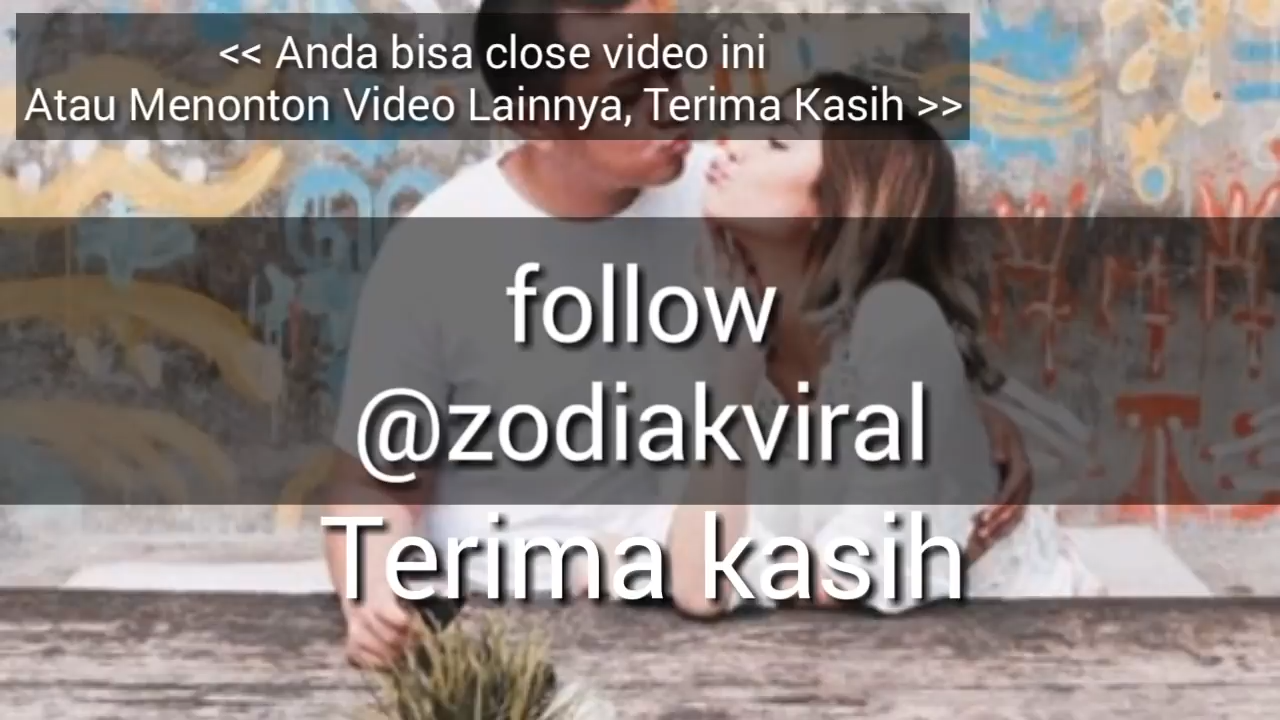 << Anda bisa close video ini
Atau Menonton Video Lainnya, Terima Kasih >>
follow
@zodiakviral
Terima kasih